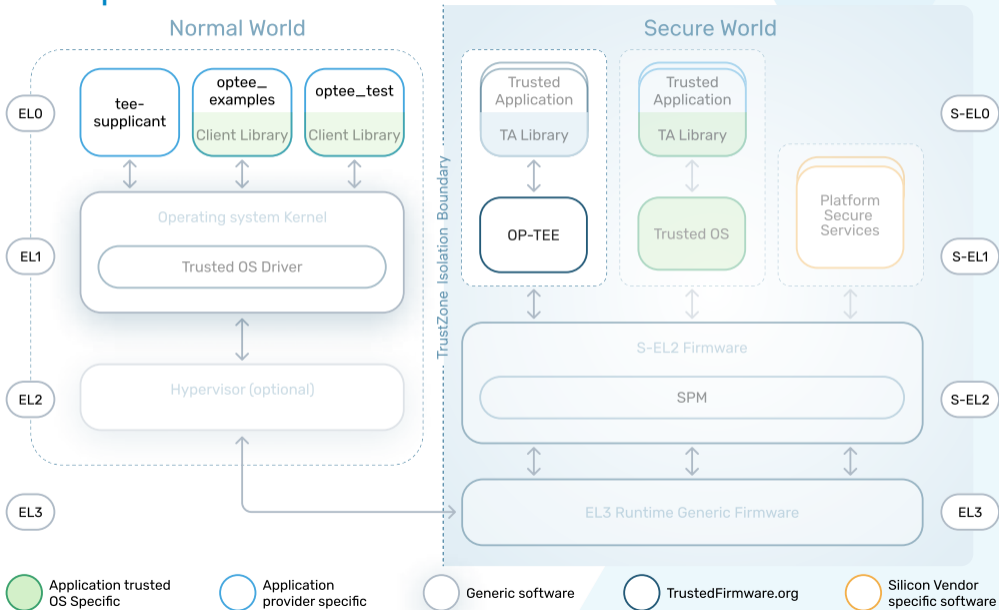 Normal World
Secure World
EL0
tee-
supplicant
optee_
examples
Client Library
optee_test
Client Library
Trusted
Application
TA Library
Trusted
Application
TA Library
S-EL0
Operating system Kernel
Trusted OS Driver
EL1
TrustZone Isolation Boundary
OP-TEE
Trusted OS
Platform
Secure
Services
S-EL1
Hypervisor (optional)
EL2
S-EL2 Firmware
SPM
S-EL2
EL3
EL3 Runtime Generic Firmware
EL3
Application trusted
OS Specific
Application
provider specific
Generic software
TrustedFirmware.org
Silicon Vendor
specific software